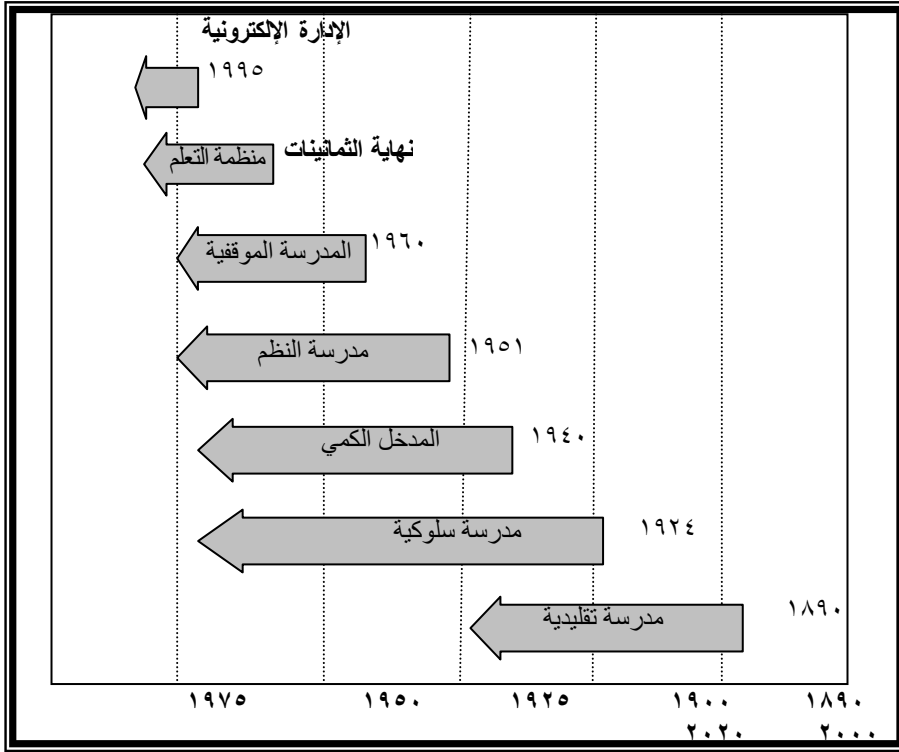 الإدارة الإلكترونية
١٩٩٥
نهاية الثمانينات
منظمة التعلم
١٩٦٠
المدرسة الموقفية
١٩٥١
مدرسة النظم
١٩٤٠
المدخل الكمي
١٩٢٤
مدرسة سلوكية
١٨٩٠
مدرسة تقليدية
١٨٩٠ ١٩٠٠ ١٩٢٥ ١٩٥٠ ١٩٧٥
٢٠٠٠ ٢٠٢٠